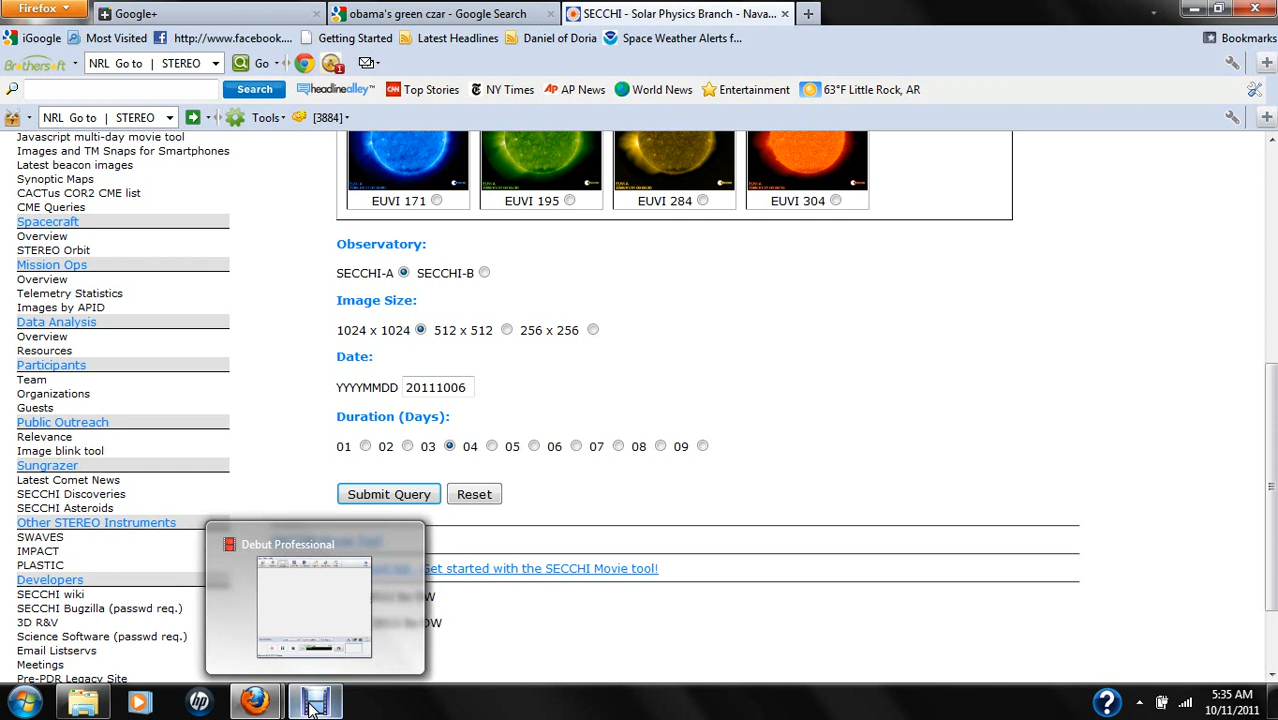 Firefox
Google+
obama's green czar - Google Search
SECCHI - Solar Physics Branch - Nava...
iGoogle
Most Visited
http://www.facebook....
Getting Started
Latest Headlines
Daniel of Doria
Space Weather Alerts f...
Bookmarks
Brothersoft
NRL Go to | STEREO
Go
1
Search
headlinealley
Top Stories
NY Times
AP News
World News
Entertainment
63°F Little Rock, AR
NRL Go to | STEREO
Tools
[3884]
Javascript multi-day movie tool
Images and TM Snaps for Smartphones
Latest beacon images
Synoptic Maps
CACTus COR2 CME list
CME Queries
Spacecraft
Overview
STEREO Orbit
Mission Ops
Overview
Telemetry Statistics
Images by APID
Data Analysis
Overview
Resources
Participants
Team
Organizations
Guests
Public Outreach
Relevance
Image blink tool
Sungrazer
Latest Comet News
SECCHI Discoveries
SECCHI Asteroids
Other STEREO Instruments
SWAVES
IMPACT
PLASTIC
Developers
SECCHI wiki
SECCHI Bugzilla (passwd req.)
3D R&V
Science Software (passwd req.)
Email Listservs
Meetings
Pre-PDR Legacy Site
EUVI 171
EUVI 195
EUVI 284
EUVI 304
Observatory:
SECCHI-A SECCHI-B
Image Size:
1024 x 1024 512 x 512 256 x 256
Date:
YYYYMMDD 20111006
Duration (Days):
01 02 03 04 05 06 07 08 09
Submit Query
Reset
Get started with the SECCHI Movie tool!
Debut Professional
hp
?
5:35 AM
10/11/2011